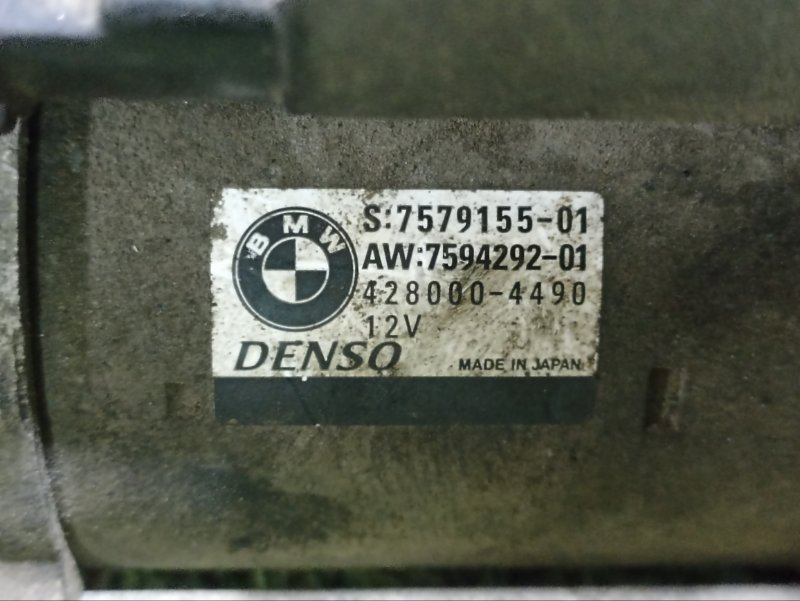 BMW
S:7579155-01
AW:7594292-01
428000-4490
12V
DENSO
MADE IN JAPAN